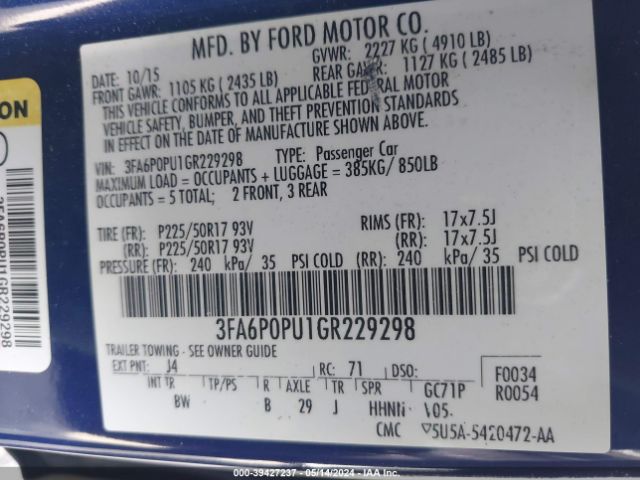 MFD. BY FORD MOTOR CO.
DATE: 10/15 GVWR: 2227 KG ( 4910 LB)
FRONT GAWR: 1105 KG ( 2435 LB) REAR GAWR: 1127 KG ( 2485 LB)
THIS VEHICLE CONFORMS TO ALL APPLICABLE FEDERAL MOTOR
VEHICLE SAFETY, BUMPER, AND THEFT PREVENTION STANDARDS
IN EFFECT ON THE DATE OF MANUFACTURE SHOWN ABOVE.
VIN: 3FA6P0PU1GR229298 TYPE: Passenger Car
MAXIMUM LOAD = OCCUPANTS + LUGGAGE = 385KG/ 850LB
OCCUPANTS = 5 TOTAL; 2 FRONT, 3 REAR
TIRE (FR): P225/50R17 93V RIMS (FR): 17x7.5J
(RR): P225/50R17 93V (RR): 17x7.5J
PRESSURE (FR): 240 kPa/ 35 PSI COLD (RR): 240 kPa/ 35 PSI COLD
3FA6P0PU1GR229298
TRAILER TOWING - SEE OWNER GUIDE
EXT PNT: J4 RC: 71 DSO: F0034
INT TR TP/PS R AXLE TR SPR GC71P R0054
BW B 29 J
CMC 5U5A-5420472-AA
ION
3FA6P0PU1GR229298
© IAA 39427237 - 05/14/2024 - IAA Inc.